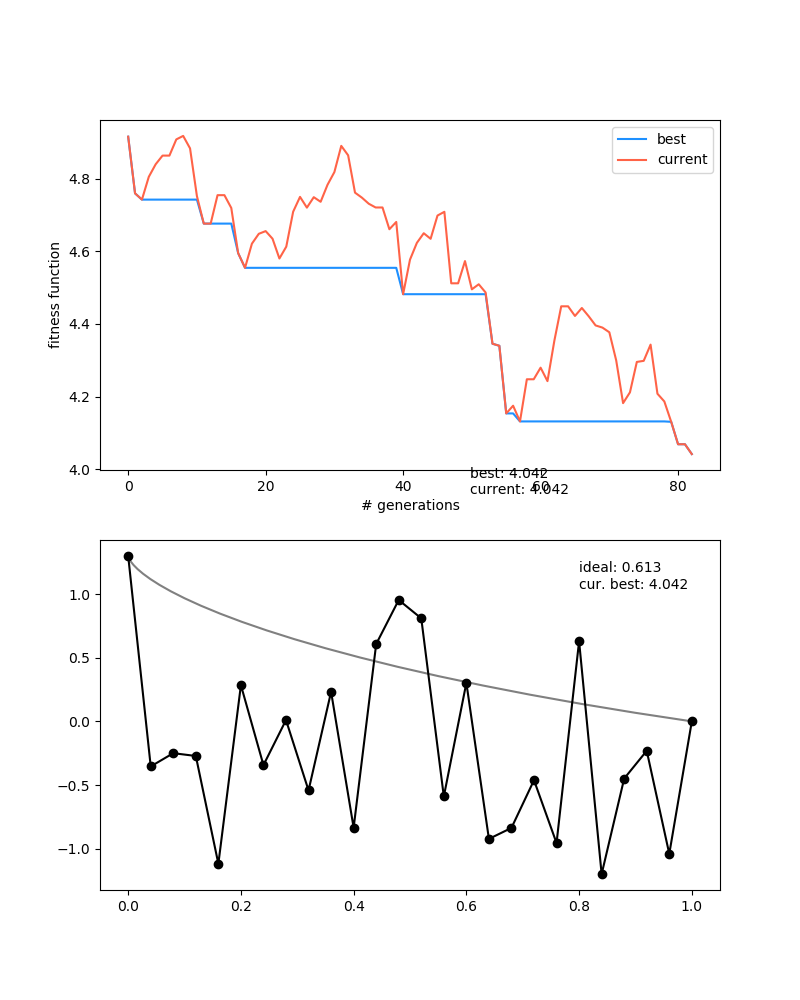 best
current
4.8
4.6
4.4
4.2
4.0
fitness function
best: 4.042
current: 4.042
0 20 40 60 80
# generations
ideal: 0.613
cur. best: 4.042
1.0
0.5
0.0
−0.5
−1.0
0.0 0.2 0.4 0.6 0.8 1.0